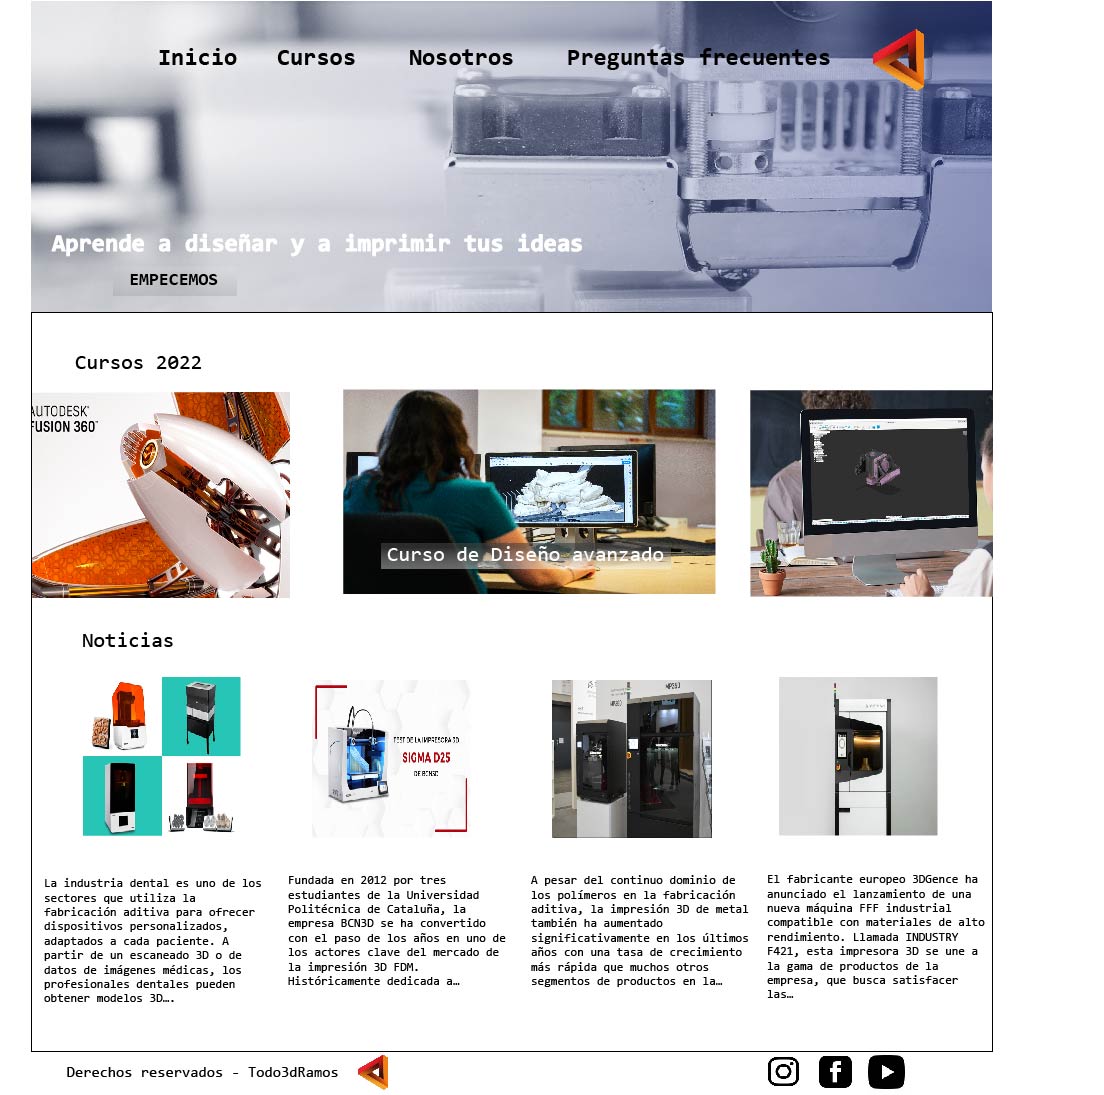 Inicio Cursos Nosotros Preguntas frecuentes
Aprende a diseñar y a imprimir tus ideas
EMPECEMOS
Cursos 2022
AUTODESK
FUSION 360
Curso de Diseño avanzado
Noticias
TEST DE LA IMPRESORA 3D
SIGMA D25
DE BCN3D
MP260
La industria dental es uno de los
sectores que utiliza la
fabricación aditiva para ofrecer
dispositivos personalizados,
adaptados a cada paciente. A
partir de un escaneado 3D o de
datos de imágenes médicas, los
profesionales dentales pueden
obtener modelos 3D….
Fundada en 2012 por tres
estudiantes de la Universidad
Politécnica de Cataluña, la
empresa BCN3D se ha convertido
con el paso de los años en uno de
los actores clave del mercado de
la impresión 3D FDM.
Históricamente dedicada a…
A pesar del continuo dominio de
los polímeros en la fabricación
aditiva, la impresión 3D de metal
también ha aumentado
significativamente en los últimos
años con una tasa de crecimiento
más rápida que muchos otros
segmentos de productos en la…
El fabricante europeo 3DGence ha
anunciado el lanzamiento de una
nueva máquina FFF industrial
compatible con materiales de alto
rendimiento. Llamada INDUSTRY
F421, esta impresora 3D se une a
la gama de productos de la
empresa, que busca satisfacer
las…
Derechos reservados - Todo3dRamos